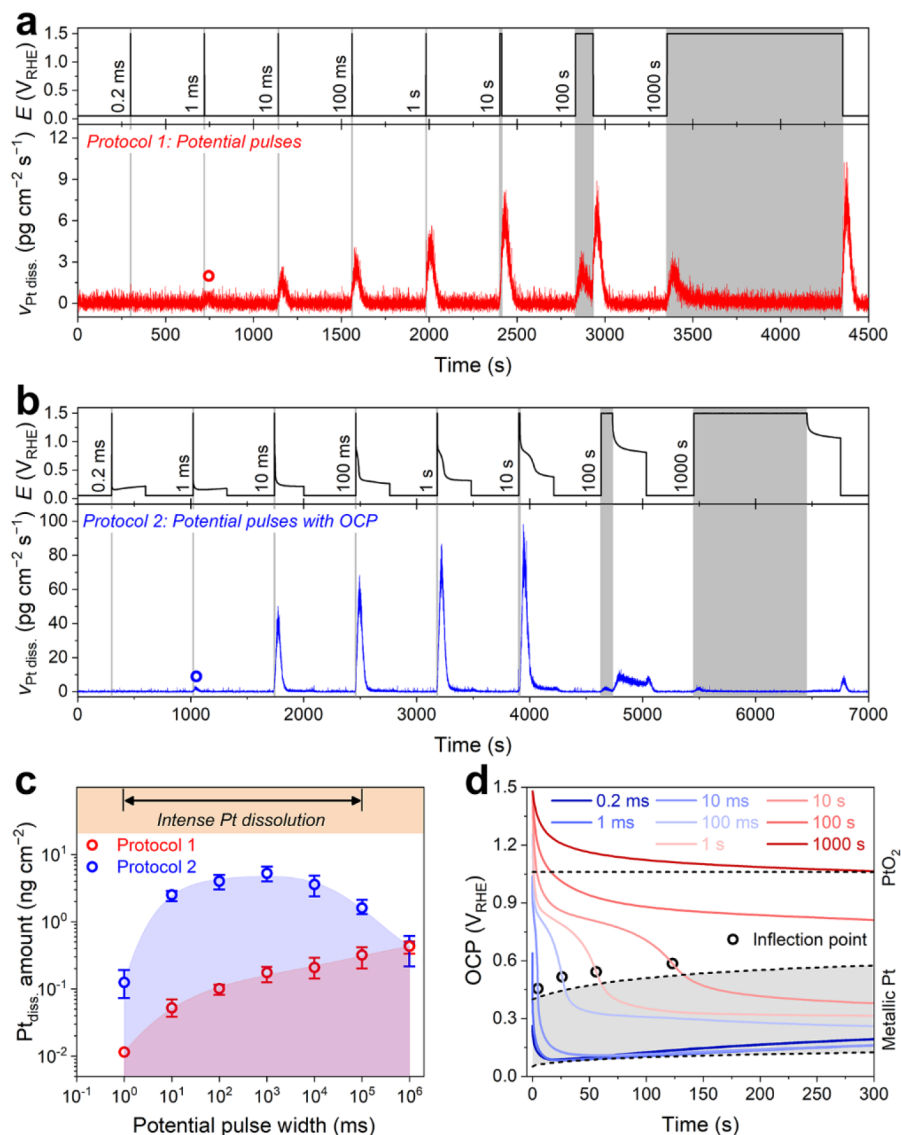 a
E (V_RHE)
1.5
1.0
0.5
0.0
0.2 ms
1 ms
10 ms
100 ms
1 s
10 s
100 s
1000 s
Protocol 1: Potential pulses
v_Pt diss. (pg cm⁻² s⁻¹)
12
9
6
3
0
0 500 1000 1500 2000 2500 3000 3500 4000 4500
Time (s)
b
E (V_RHE)
1.5
1.0
0.5
0.0
0.2 ms
1 ms
10 ms
100 ms
1 s
10 s
100 s
1000 s
Protocol 2: Potential pulses with OCP
v_Pt diss. (pg cm⁻² s⁻¹)
100
80
60
40
20
0
0 1000 2000 3000 4000 5000 6000 7000
Time (s)
c
Intense Pt dissolution
Protocol 1
Protocol 2
Pt_diss. amount (ng cm⁻²)
10¹
10⁰
10⁻¹
10⁻²
10⁻¹ 10⁰ 10¹ 10² 10³ 10⁴ 10⁵ 10⁶
Potential pulse width (ms)
d
OCP (V_RHE)
1.5
1.2
0.9
0.6
0.3
0.0
0.2 ms 10 ms 10 s
1 ms 100 ms 100 s
1 s 1000 s
Inflection point
PtO₂
Metallic Pt
0 50 100 150 200 250 300
Time (s)